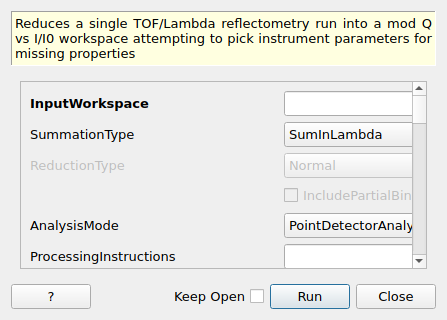 Reduces a single TOF/Lambda reflectometry run into a mod Q
vs I/I0 workspace attempting to pick instrument parameters for
missing properties
InputWorkspace
SummationType SumInLambda
ReductionType Normal
IncludePartialBin
AnalysisMode PointDetectorAnaly
ProcessingInstructions
? Keep Open Run Close